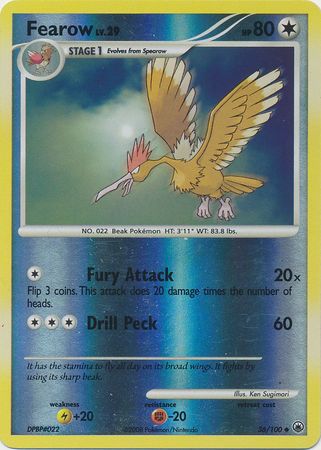 Fearow LV.29 HP 80
STAGE 1 Evolves from Spearow
NO. 022 Beak Pokémon HT: 3'11" WT: 83.8 lbs.
Fury Attack 20x
Flip 3 coins. This attack does 20 damage times the number of
heads.
Drill Peck 60
It has the stamina to fly all day on its broad wings. It fights by
using its sharp beak.
Illus. Ken Sugimori
weakness resistance retreat cost
+20 -20
DPBP#022 ©2008 Pokémon/Nintendo 56/100